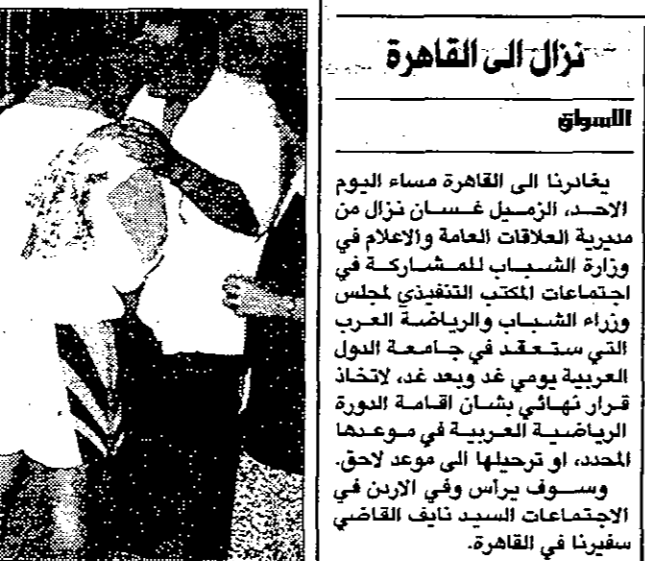 نزال الى القاهرة
الاسواق
يغادرنا الى القاهرة مساء اليوم
الاحد، الزميل غسان نزال من
مديرية العلاقات العامة والاعلام في
وزارة الشباب للمشاركة في
اجتماعات المكتب التنفيذي لمجلس
وزراء الشباب والرياضة العرب
التي ستعقد في جامعة الدول
العربية يومي غد وبعد غد، لاتخاذ
قرار نهائي بشان اقامة الدورة
الرياضية العربية في موعدها
المحدد، او ترحيلها الى موعد لاحق.
وسوف يرأس وفي الاردن في
الاجتماعات السيد نايف القاضي
سفيرنا في القاهرة.